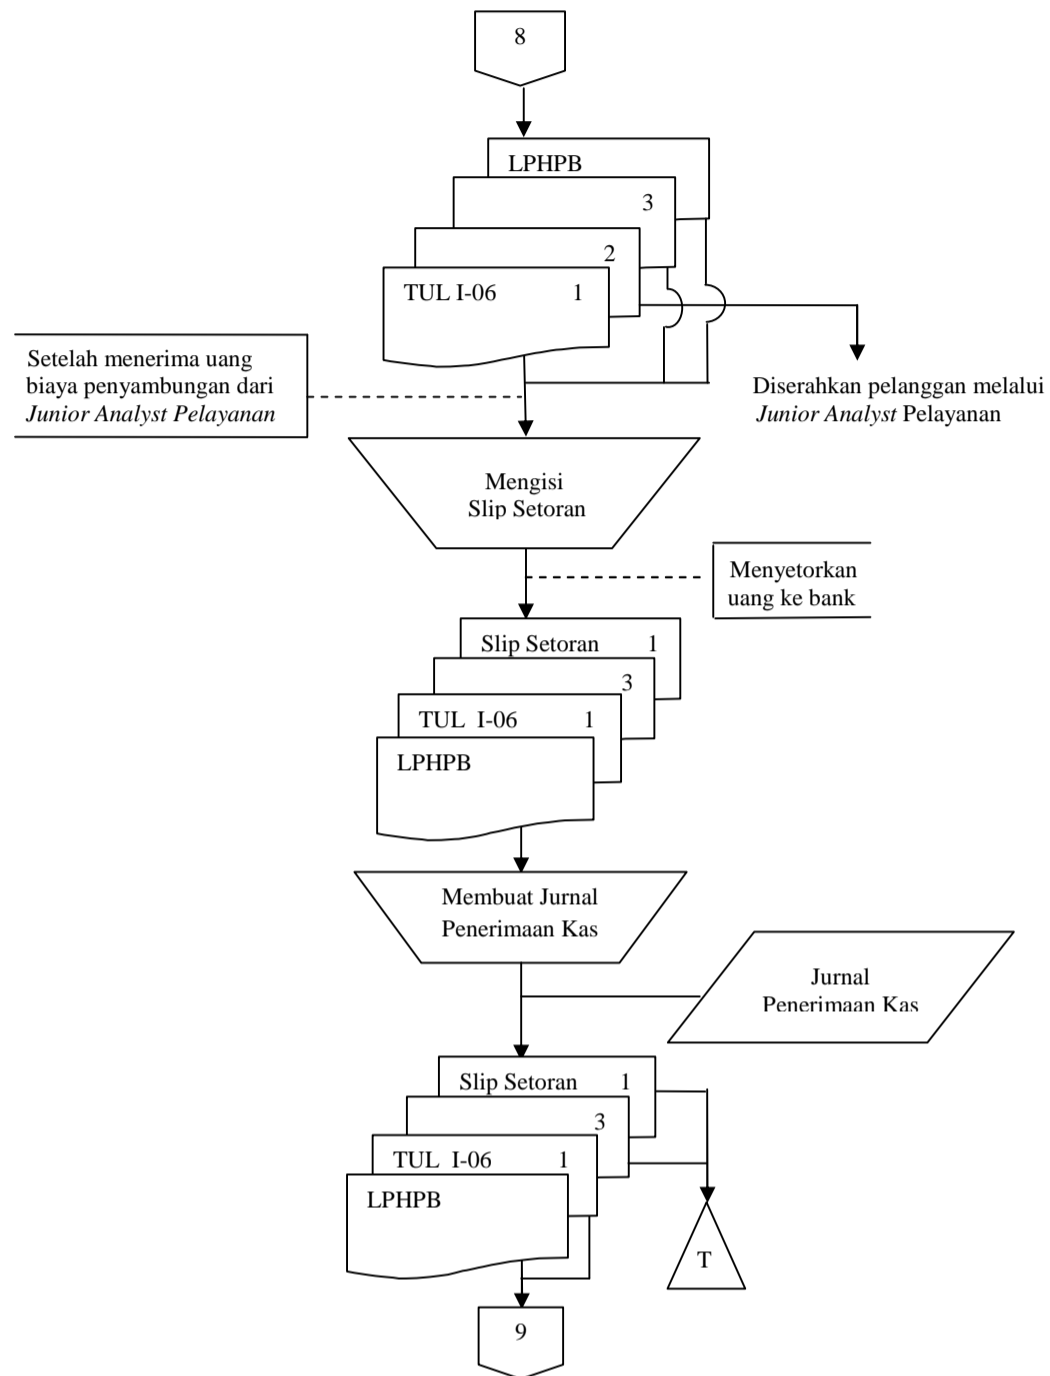 8
LPHPB
3
2
TUL I-06 1
Setelah menerima uang
biaya penyambungan dari
Junior Analyst Pelayanan
Diserahkan pelanggan melalui
Junior Analyst Pelayanan
Mengisi
Slip Setoran
Menyetorkan
uang ke bank
Slip Setoran 1
3
TUL I-06 1
LPHPB
Membuat Jurnal
Penerimaan Kas
Jurnal
Penerimaan Kas
Slip Setoran 1
3
TUL I-06 1
LPHPB
T
9